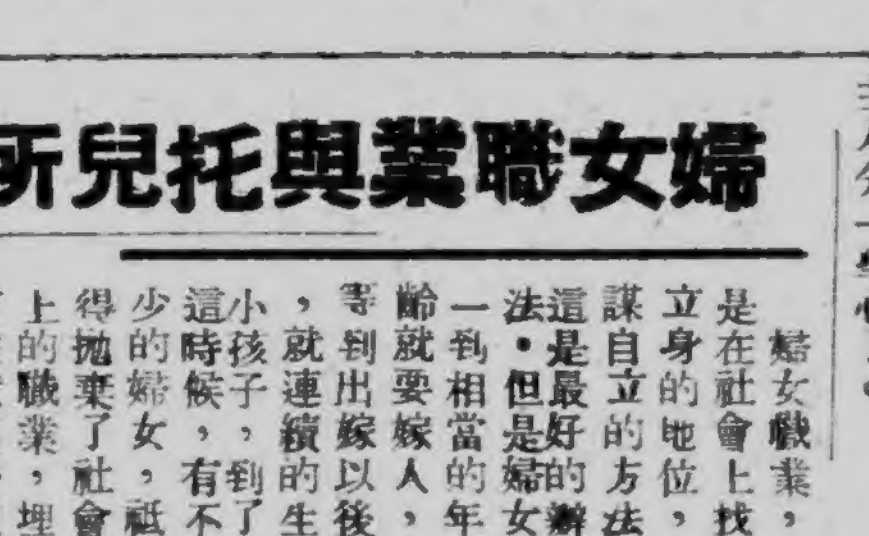 婦女職業與托兒所
婦女職業，
是在社會上找
立身的地位，
謀自立的方法
這是最好的辦
法。但是婦女
一到相當的年
齡就要嫁人，
等到出嫁以後
，就連續的生
小孩子，到了
這時候，有不
少的婦女，祇
得拋棄了社會
上的職業，埋